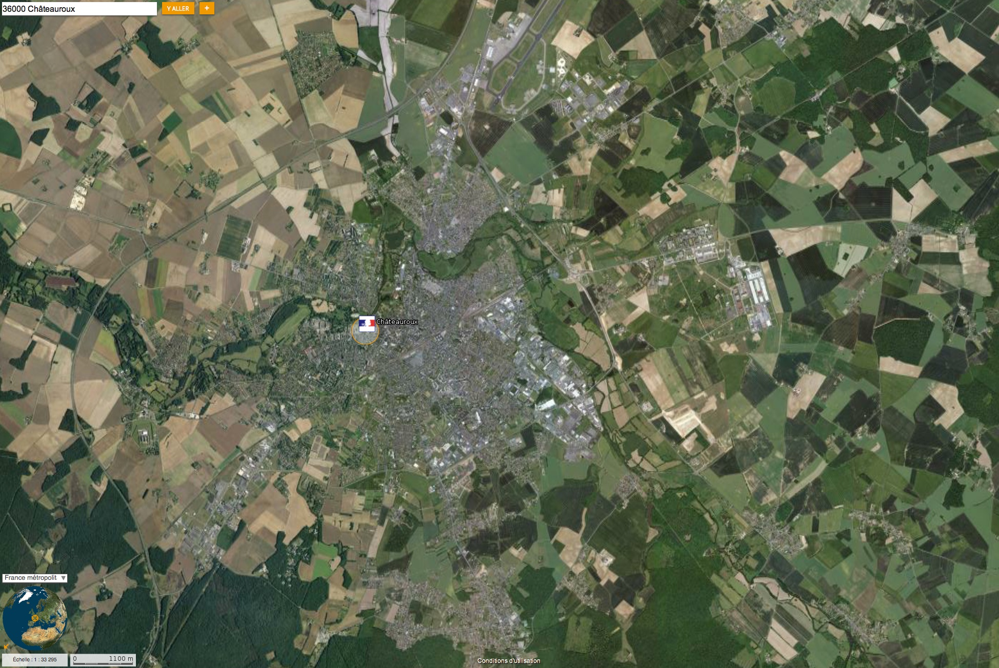 36000 Châteauroux
Y ALLER
+
Châteauroux
France métropolit
Échelle : 1 : 33 295
0 1100 m
Conditions d'utilisation